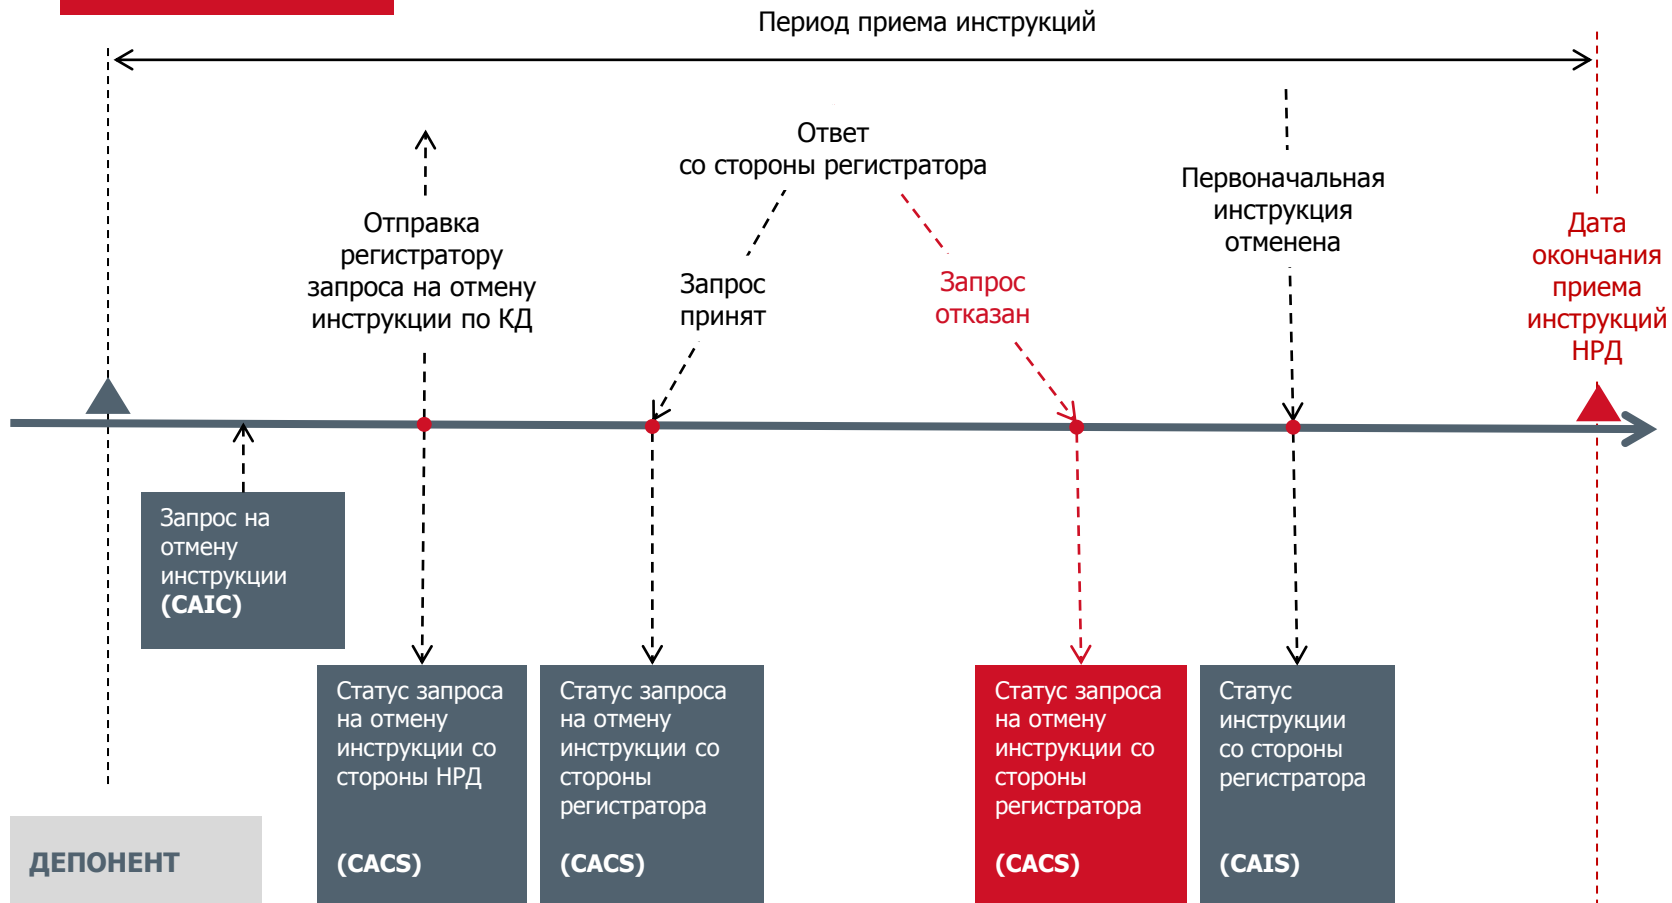 Период приема инструкций
Ответ
со стороны регистратора
Отправка
регистратору
запроса на отмену
инструкции по КД
Запрос
принят
Запрос
отказан
Первоначальная
инструкция
отменена
Дата
окончания
приема
инструкций
НРД
Запрос на
отмену
инструкции
(CAIC)
Статус запроса
на отмену
инструкции со
стороны НРД
(CACS)
Статус запроса
на отмену
инструкции со
стороны
регистратора
(CACS)
Статус запроса
на отмену
инструкции со
стороны
регистратора
(CACS)
Статус
инструкции
со стороны
регистратора
(CAIS)
ДЕПОНЕНТ